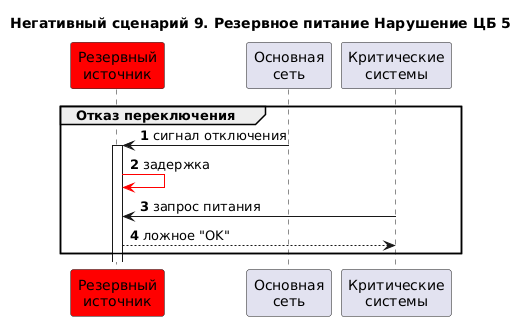 Негативный сценарий 9. Резервное питание Нарушение ЦБ 5
Резервный
источник
Основная
сеть
Критические
системы
Отказ переключения
1 сигнал отключения
2 задержка
3 запрос питания
4 ложное "OK"
Резервный
источник
Основная
сеть
Критические
системы